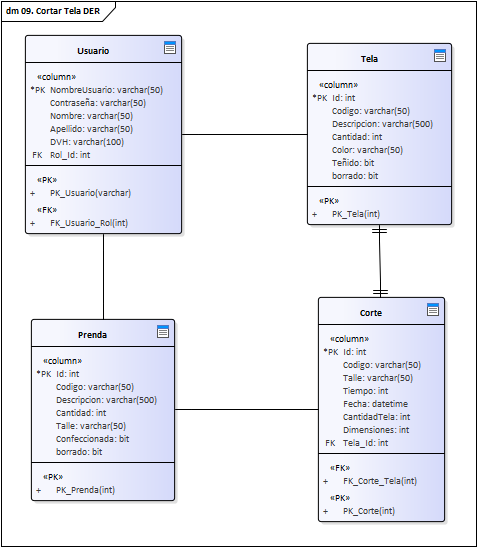 dm 09. Cortar Tela DER
Usuario
«column»
*PK NombreUsuario: varchar(50)
Contraseña: varchar(50)
Nombre: varchar(50)
Apellido: varchar(50)
DVH: varchar(100)
FK Rol_Id: int
«PK»
+ PK_Usuario(varchar)
«FK»
+ FK_Usuario_Rol(int)
Tela
«column»
*PK Id: int
Codigo: varchar(50)
Descripcion: varchar(500)
Cantidad: int
Color: varchar(50)
Teñido: bit
borrado: bit
«PK»
+ PK_Tela(int)
Prenda
«column»
*PK Id: int
Codigo: varchar(50)
Descripcion: varchar(500)
Cantidad: int
Talle: varchar(50)
Confeccionada: bit
borrado: bit
«PK»
+ PK_Prenda(int)
Corte
«column»
*PK Id: int
Codigo: varchar(50)
Talle: varchar(50)
Tiempo: int
Fecha: datetime
CantidadTela: int
Dimensiones: int
FK Tela_Id: int
«FK»
+ FK_Corte_Tela(int)
«PK»
+ PK_Corte(int)